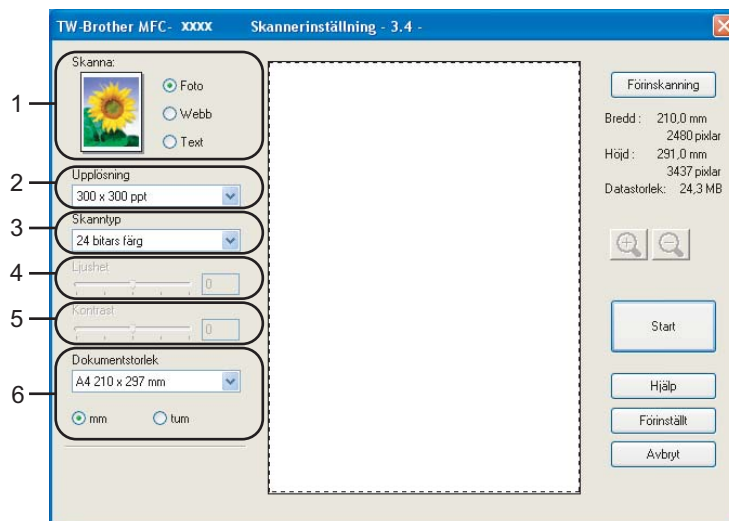 TW-Brother MFC- xxxx Skannerinställning - 3.4 -
1
Skanna:
Foto
Webb
Text
2
Upplösning
300 x 300 ppt
3
Skanntyp
24 bitars färg
4
Ljushet
0
5
Kontrast
0
6
Dokumentstorlek
A4 210 x 297 mm
mm
tum
Förinskanning
Bredd : 210,0 mm
2480 pixlar
Höjd : 291,0 mm
3437 pixlar
Datastorlek: 24,3 MB
Start
Hjälp
Förinställt
Avbryt